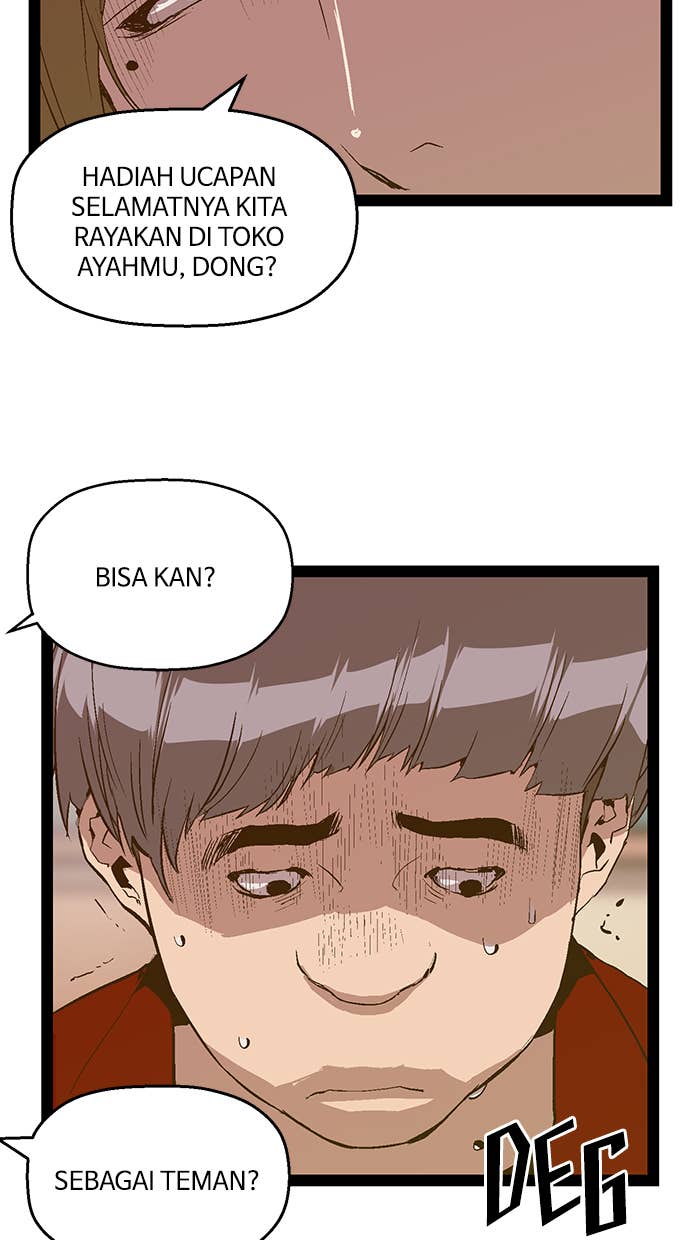 HADIAH UCAPAN
SELAMATNYA KITA
RAYAKAN DI TOKO
AYAHMU, DONG?
BISA KAN?
SEBAGAI TEMAN?
DEG